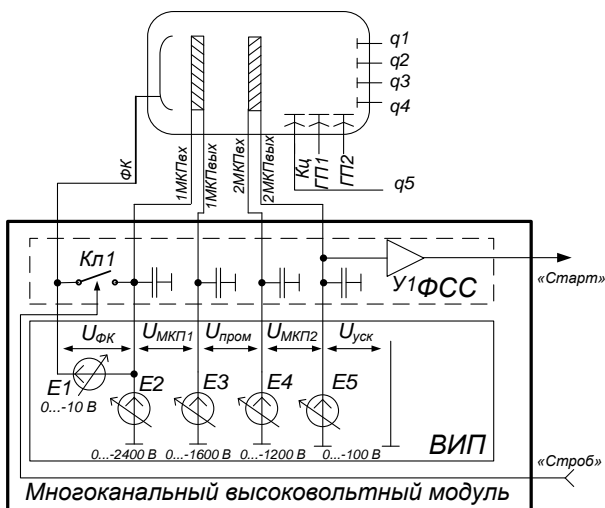 q1
q2
q3
q4
ФК
1МКПвх
1МКПвых
2МКПвх
2МКПвых
Кц
ГП1
ГП2
q5
Кл1
У1
ФСС
«Старт»
UФК
UМКП1
Uпром
UМКП2
Uуск
E1
E2
E3
E4
E5
0...-10 В
0...-2400 В
0...-1600 В
0...-1200 В
0...-100 В
ВИП
«Строб»
Многоканальный высоковольтный модуль